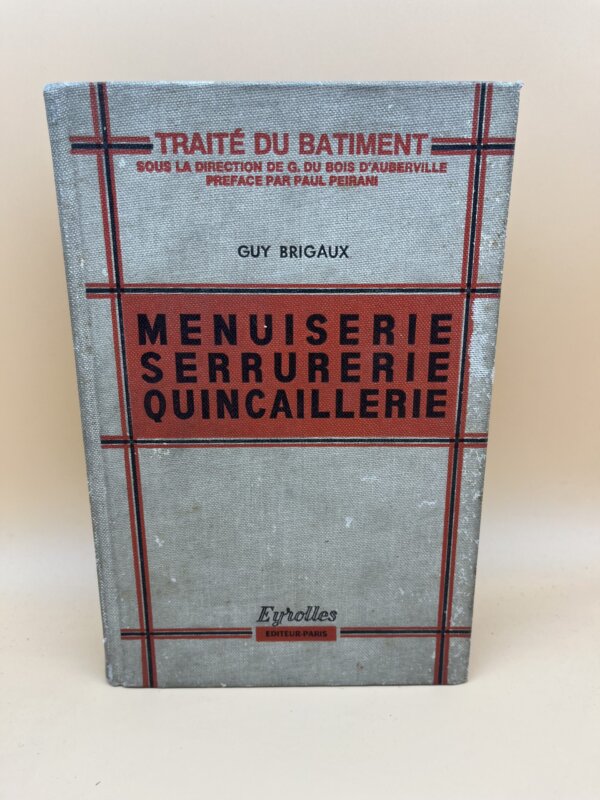 TRAITÉ DU BATIMENT
SOUS LA DIRECTION DE G. DU BOIS D'AUBERVILLE
PREFACE PAR PAUL PEIRANI
GUY BRIGAUX
MENUISERIE
SERRURERIE
QUINCAILLERIE
Eyrolles
EDITEUR-PARIS